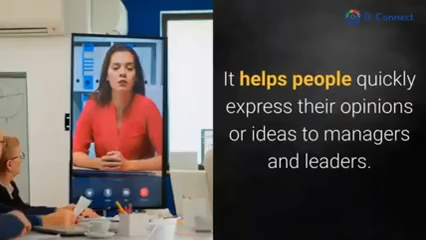 It helps people quickly
express their opinions
or ideas to managers
and leaders.